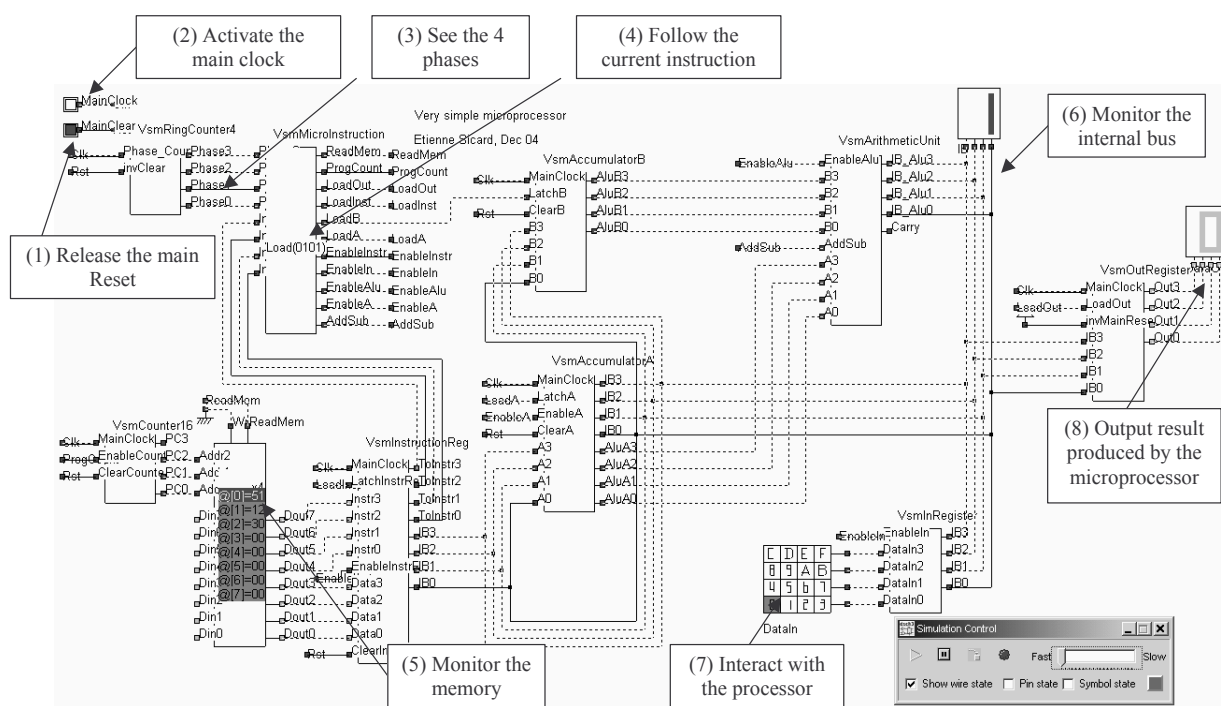 (2) Activate the
main clock
(3) See the 4
phases
(4) Follow the
current instruction
MainClock
MainClear
VsmRingCounter4
Clk
Rst
InvClear
Phase3
Phase2
Phase0
(1) Release the main
Reset
VsmMicroInstruction
Load(0101)
ReadMem
ProgCount
LoadOut
LoadInst
LoadB
LoadA
EnableInstr
EnableIn
EnableAlu
EnableA
AddSub
ReadMem
ProgCount
LoadOut
LoadInst
LoadA
EnableInstr
EnableIn
EnableAlu
EnableA
AddSub
Very simple microprocessor
Etienne Sicard, Dec 04
VsmAccumulatorB
Clk
Rst
MainClock
LatchB
ClearB
B3
B2
B1
B0
AluB3
AluB2
AluB1
AluB0
VsmArithmeticUnit
EnableAlu
AddSub
EnableAlu
B3
B2
B1
B0
AddSub
A3
A2
A1
A0
IB_Alu3
IB_Alu2
IB_Alu1
IB_Alu0
Carry
(6) Monitor the
internal bus
VsmOutRegister
Clk
LoadOut
MainClock
LoadOut
IB3
IB2
IB1
IB0
Out3
Out2
Out1
Out0
(8) Output result
produced by the
microprocessor
VsmAccumulatorA
Clk
LoadA
EnableA
Rst
MainClock
LatchA
EnableA
ClearA
A3
A2
A1
A0
IB3
IB2
IB1
IB0
AluA3
AluA2
AluA1
AluA0
ReadMem
ReadMem
VsmCounter16
Clk
Rst
MainClock
EnableCount
ClearCounte
PC3
PC2
PC1
PC0
Addr2
x4
@[0]=51
@[1]=12
@[2]=30
@[3]=00
@[4]=00
@[5]=00
@[6]=00
@[7]=00
Din1
Din0
Dout7
Dout6
Dout5
Dout4
Dout3
Dout2
Dout1
Dout0
VsmInstructionReg
Clk
Rst
MainClock
Instr3
Instr2
Instr1
Instr0
Data3
Data2
Data1
Data0
ToInstr3
ToInstr2
ToInstr1
ToInstr0
IB3
IB2
IB1
IB0
(5) Monitor the
memory
C D E F
8 9 A B
4 5 6 7
0 1 2 3
DataIn
(7) Interact with
the processor
VsmInRegister
EnableIn
EnableIn
DataIn3
DataIn2
DataIn1
DataIn0
IB3
IB2
IB1
IB0
Simulation Control
Fast
Slow
Show wire state
Pin state
Symbol state